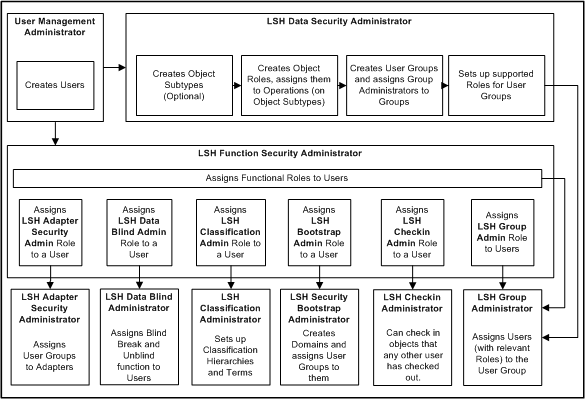 User Management
Administrator
Creates Users
LSH Data Security Administrator
Creates Object
Subtypes
(Optional)
Creates Object
Roles, assigns them
to Operations (on
Object Subtypes)
Creates User Groups
and assigns Group
Administrators to
Groups
Sets up supported
Roles for User
Groups
LSH Function Security Administrator
Assigns Functional Roles to Users
Assigns
LSH Adapter
Security
Admin Role
to a User
Assigns
LSH Data
Blind Admin
Role to a
User
Assigns
LSH
Classification
Admin Role to
a User
Assigns
LSH
Bootstrap
Admin Role
to a User
Assigns
LSH
Checkin
Admin Role
to a User
Assigns
LSH Group
Admin Role
to Users
LSH Adapter
Security
Administrator
Assigns
User Groups
to Adapters
LSH Data Blind
Administrator
Assigns Blind
Break and
Unblind
function to
Users
LSH
Classification
Administrator
Sets up
Classification
Hierarchies
and Terms
LSH Security
Bootstrap
Administrator
Creates
Domains and
assigns User
Groups to
them
LSH Checkin
Administrator
Can check in
objects that
any other user
has checked
out.
LSH Group
Administrator
Assigns Users
(with relevant
Roles) to the
User Group